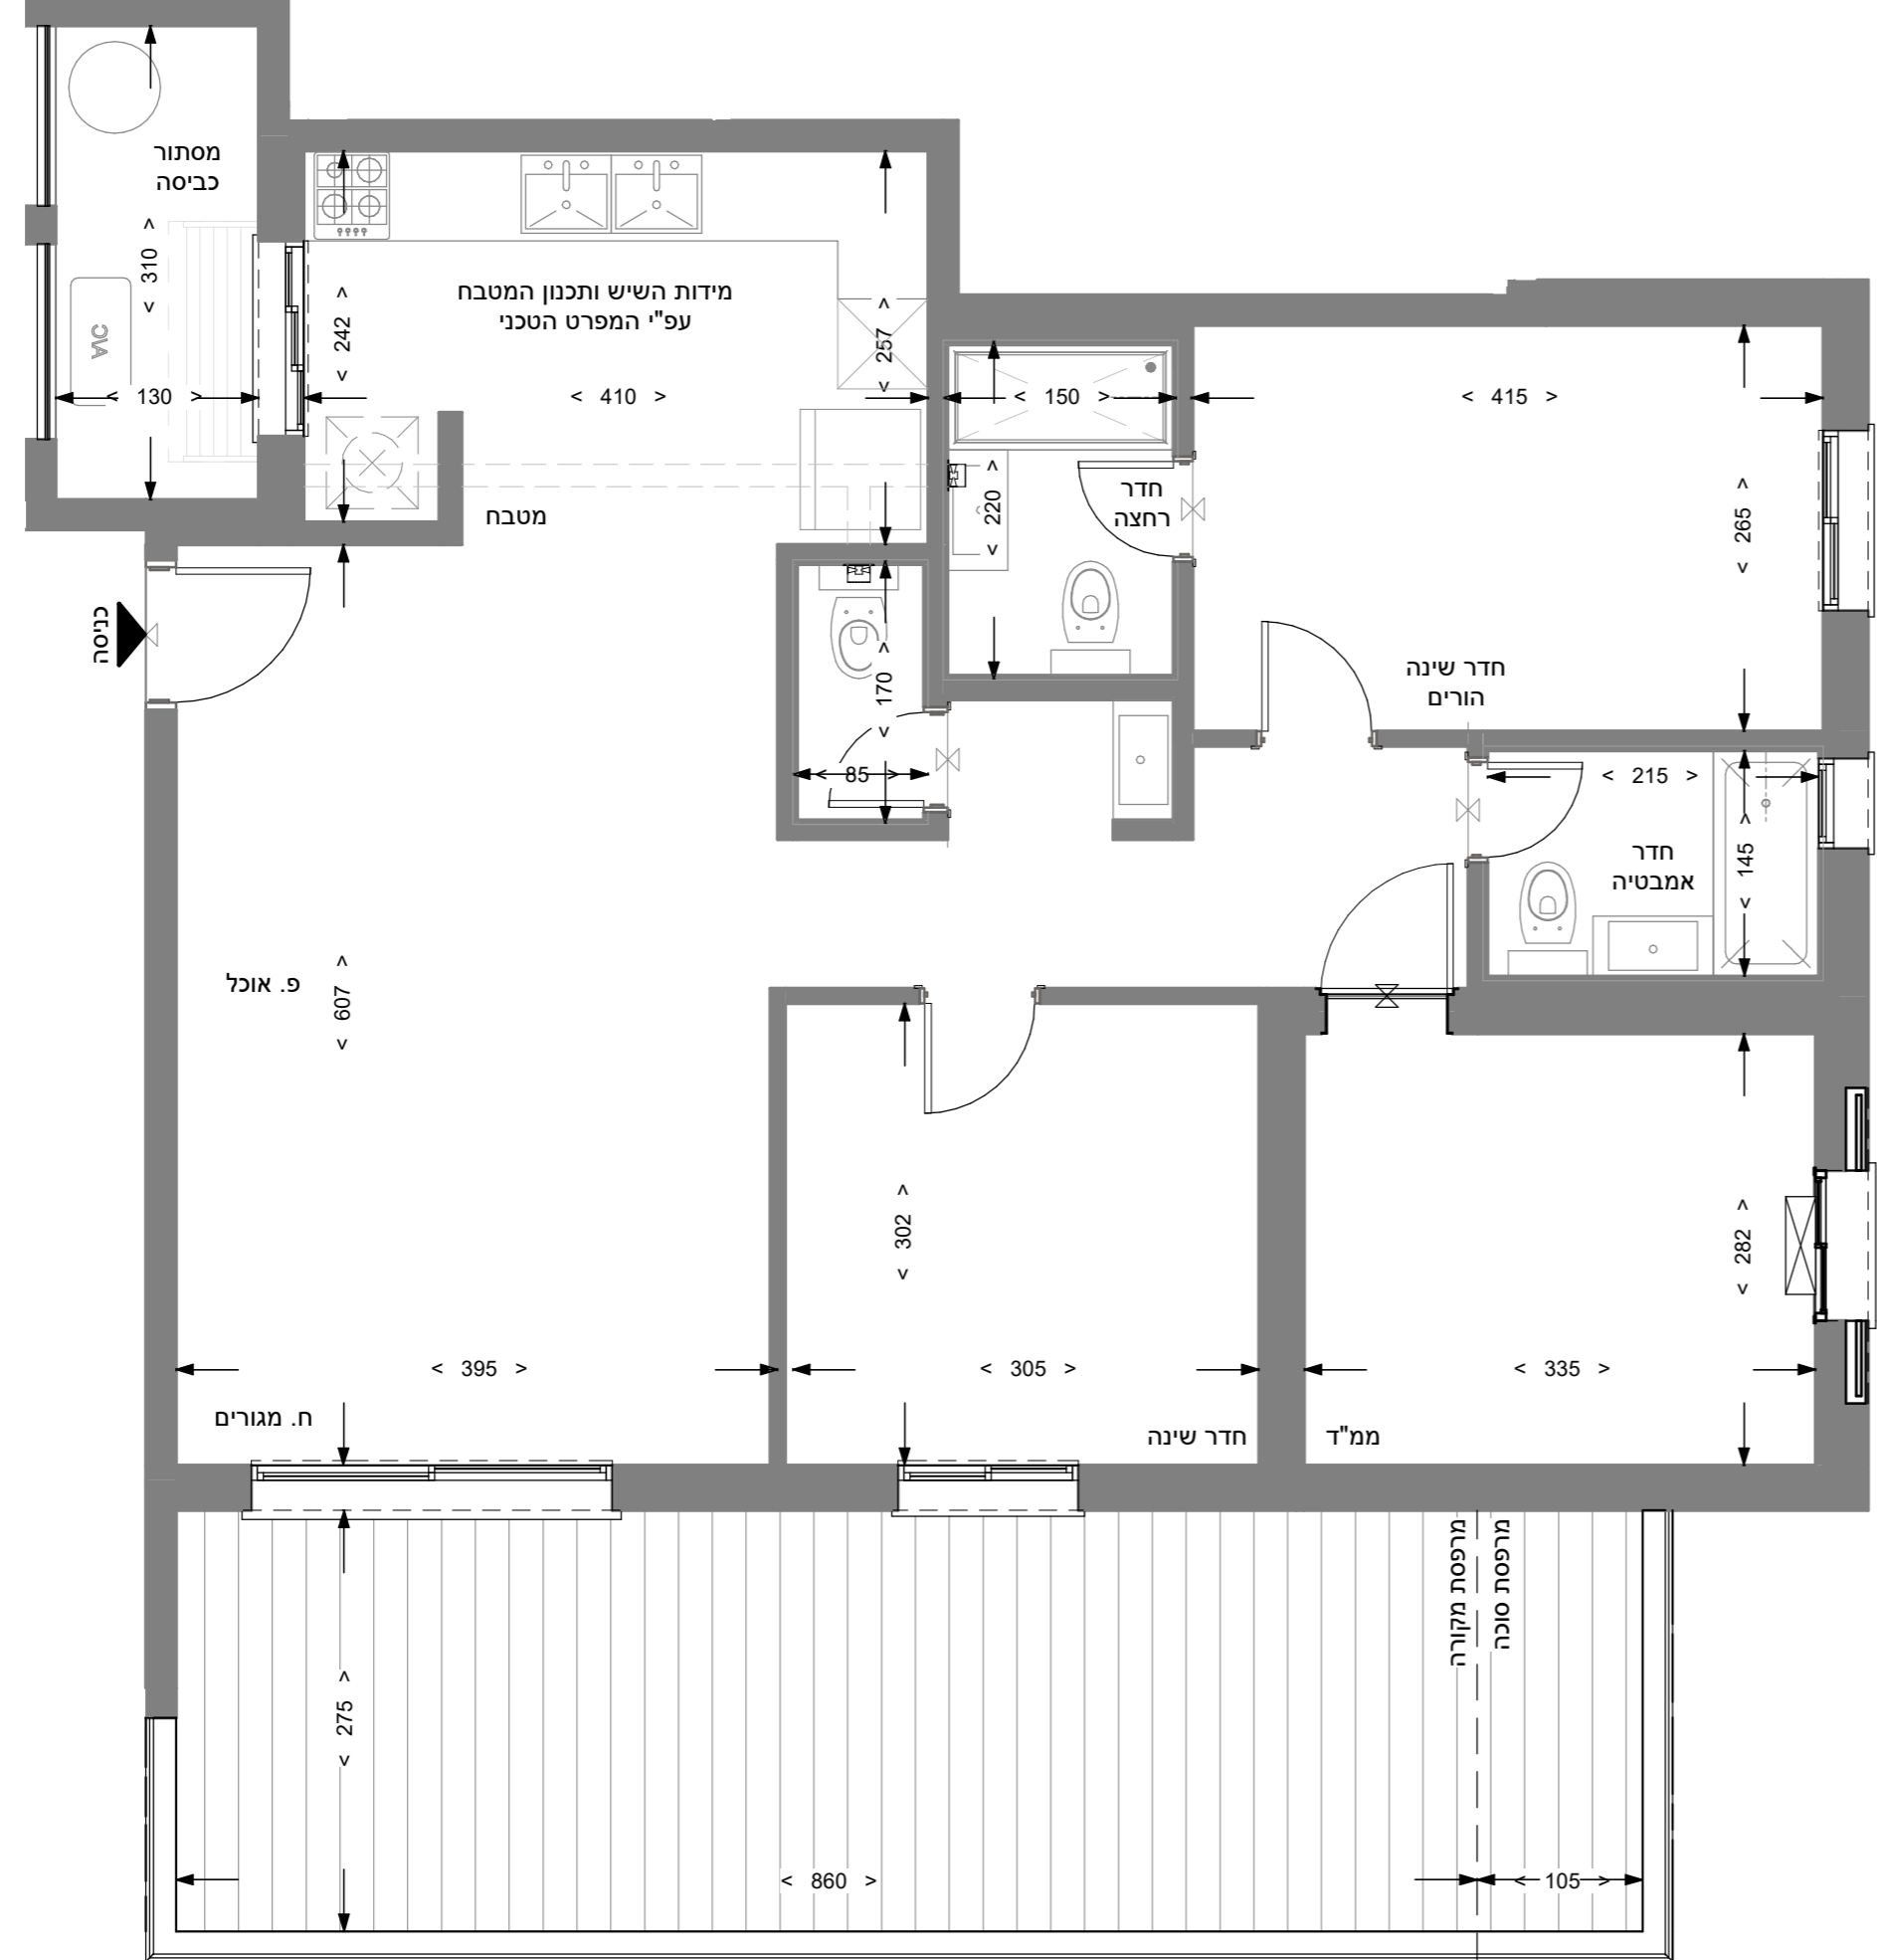 מסתור
כביסה
< 310 >
A\C
< 130 >
< 242 >
מידות השיש ותכנון המטבח
עפ"י המפרט הטכני
< 257 >
< 410 >
< 150 >
< 415 >
< 220 >
חדר
רחצה
< 265 >
מטבח
כניסה
< 170 >
< 85 >
חדר שינה
הורים
< 215 >
< 145 >
חדר
אמבטיה
פ. אוכל
< 607 >
< 302 >
< 282 >
< 395 >
< 305 >
< 335 >
ח. מגורים
חדר שינה
ממ"ד
מרפסת מקורה
מרפסת סוכה
< 275 >
< 860 >
< 105 >